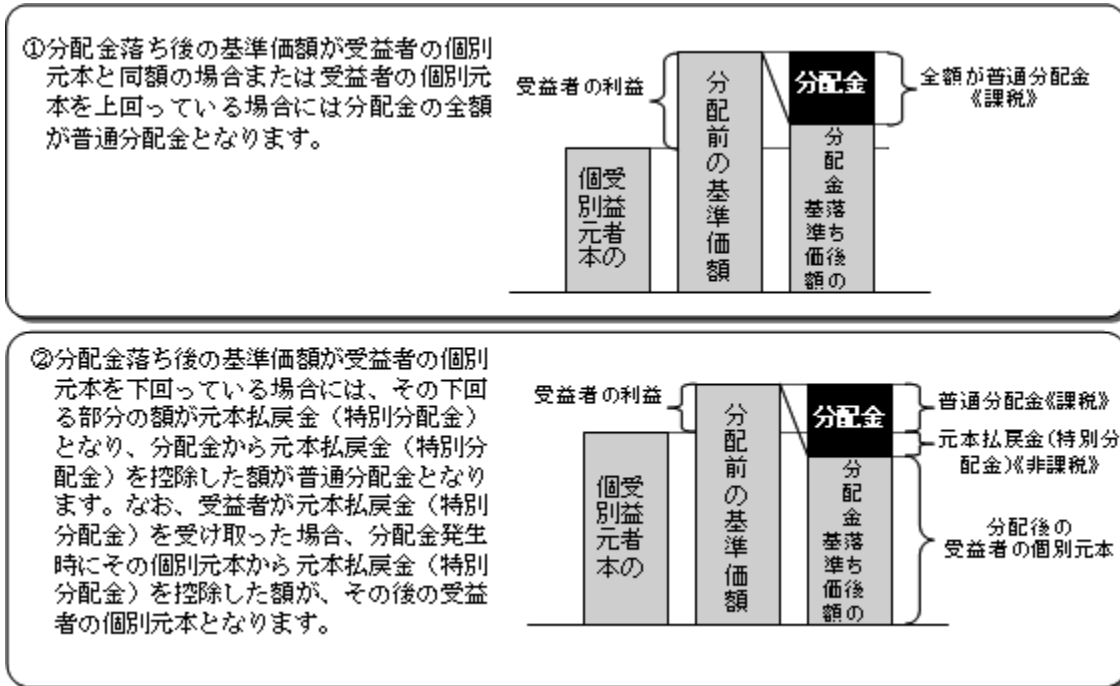 ①分配金落ち後の基準価額が受益者の個別
元本と同額の場合または受益者の個別元
本を上回っている場合には分配金の全額
が普通分配金となります。
受益者の利益
個別元本
受益者の
分配前の基準価額
分配金
分配金
基準価額
落ち後の
全額が普通分配金
《課税》
②分配金落ち後の基準価額が受益者の個別
元本を下回っている場合には、その下回
る部分の額が元本払戻金（特別分配金）
となり、分配金から元本払戻金（特別分
配金）を控除した額が普通分配金となり
ます。なお、受益者が元本払戻金（特別
分配金）を受け取った場合、分配金発生
時にその個別元本から元本払戻金（特別
分配金）を控除した額が、その後の受益
者の個別元本となります。
受益者の利益
個別元本
受益者の
分配前の基準価額
分配金
分配金
基準価額
落ち後の
普通分配金《課税》
元本払戻金(特別分
配金)《非課税》
分配後の
受益者の個別元本